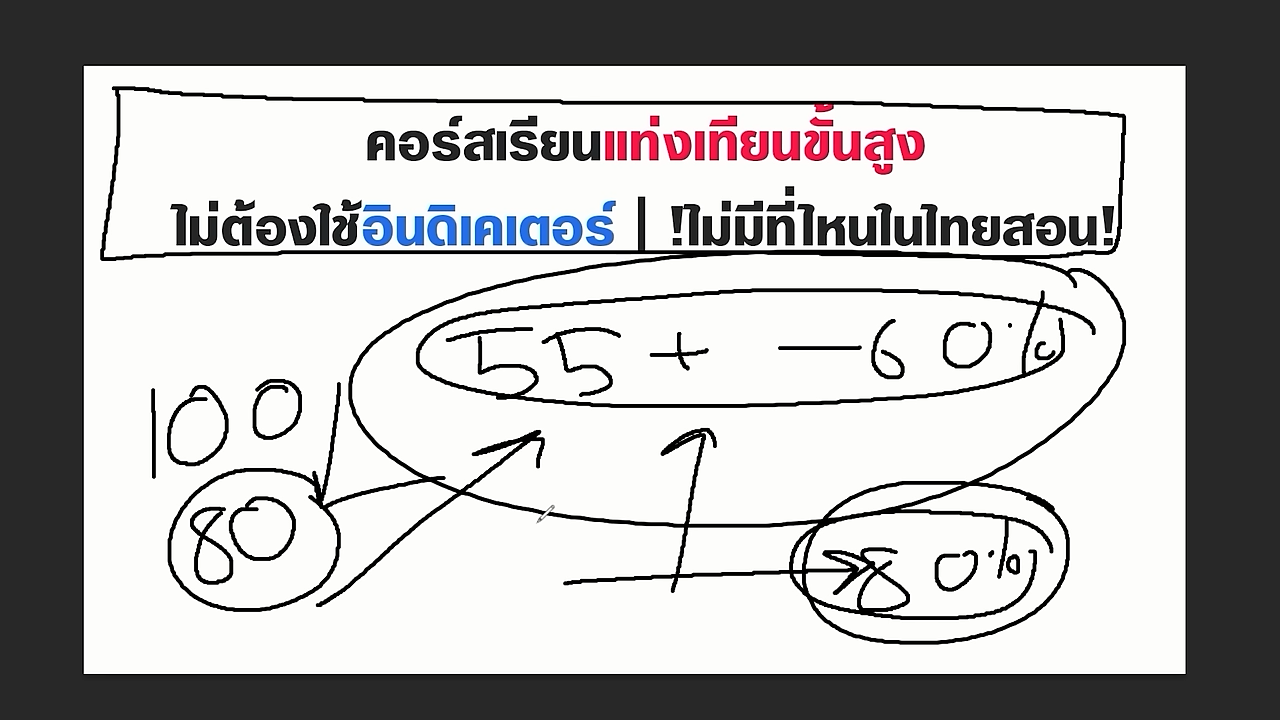 คอร์สเรียนแท่งเทียนขั้นสูง
ไม่ต้องใช้อินดิเคเตอร์ | !ไม่มีที่ไหนในไทยสอน!
55 + — 60%
100
80
80%